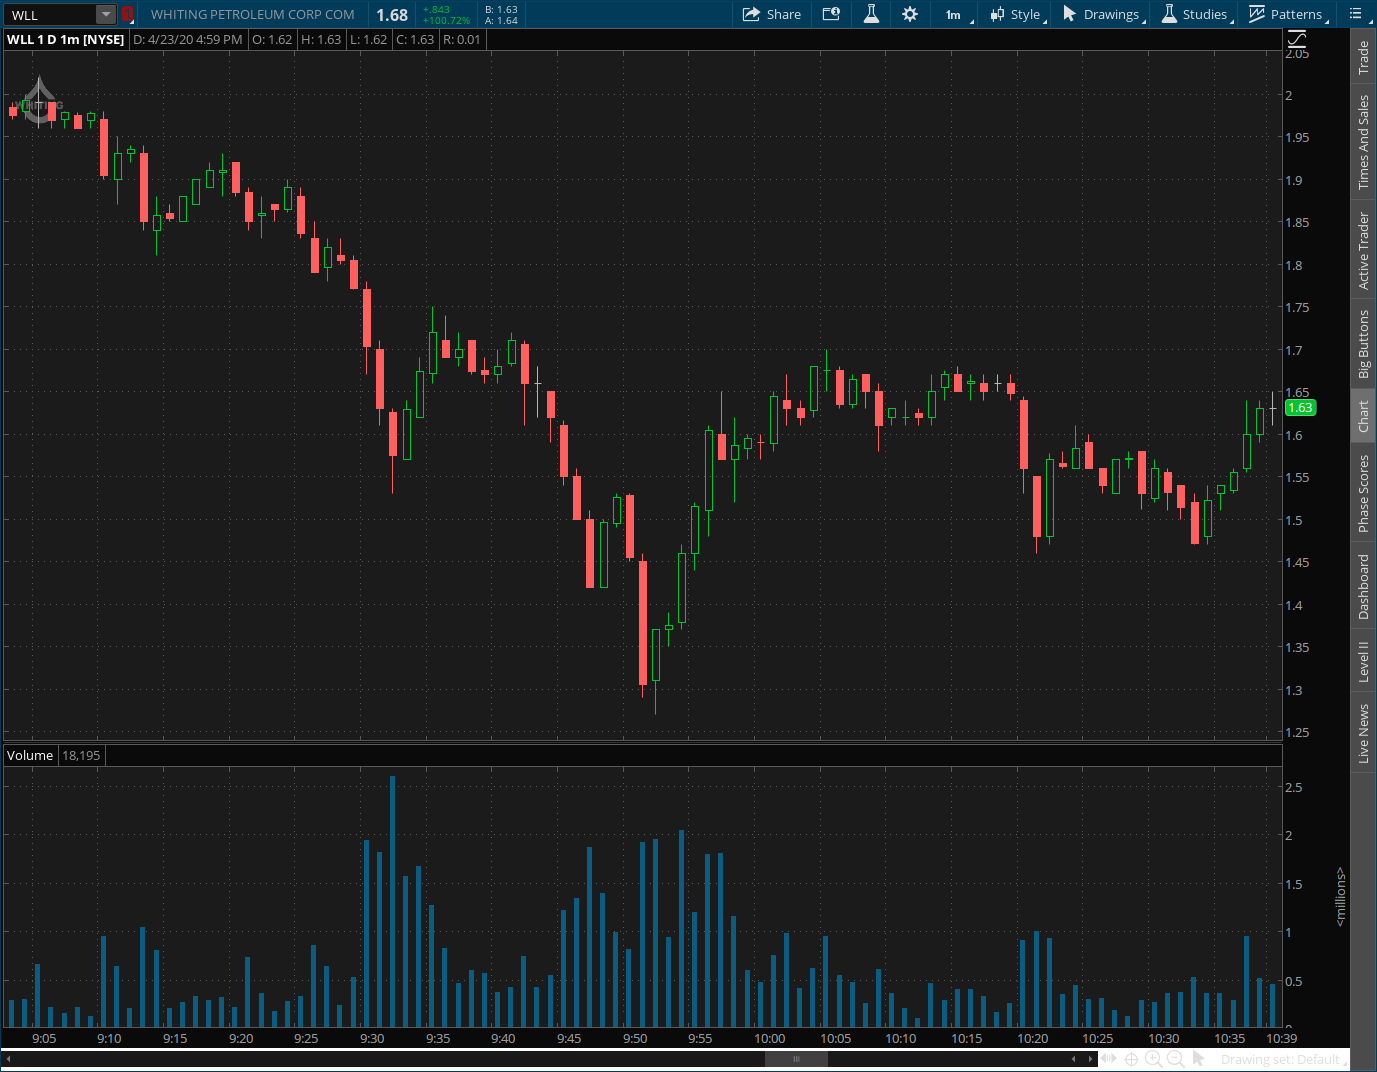 WLL 1 WHITING PETROLEUM CORP COM 1.68 +.843 B: 1.63 Share 1m Style Drawings Studies Patterns
+100.72% A: 1.64
WLL 1 D 1m [NYSE] D: 4/23/20 4:59 PM O: 1.62 H: 1.63 L: 1.62 C: 1.63 R: 0.01
WHITING
2.05
2
1.95
1.9
1.85
1.8
1.75
1.7
1.65
1.63
1.6
1.55
1.5
1.45
1.4
1.35
1.3
1.25
Volume 18,195
2.5
2
1.5
1
0.5
0
<millions>
9:05 9:10 9:15 9:20 9:25 9:30 9:35 9:40 9:45 9:50 9:55 10:00 10:05 10:10 10:15 10:20 10:25 10:30 10:35 10:39
Drawing set: Default
Trade
Times And Sales
Active Trader
Big Buttons
Chart
Phase Scores
Dashboard
Level II
Live News